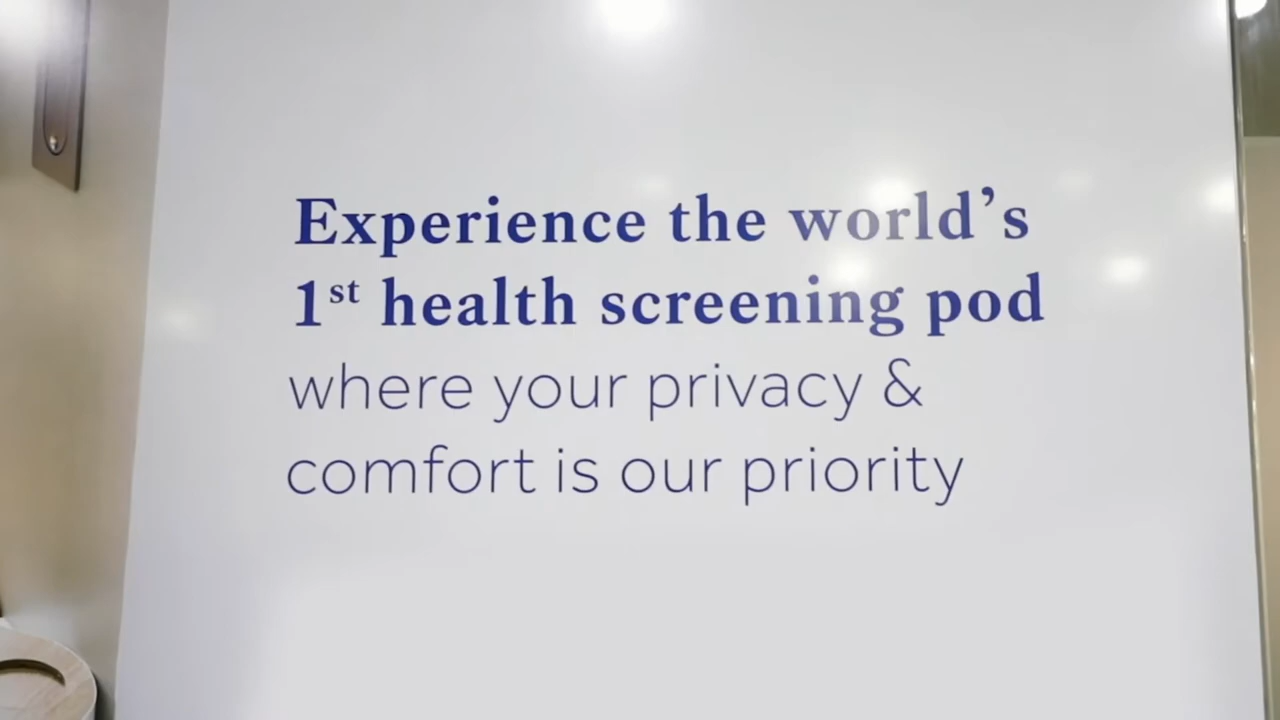 Experience the world’s
1st health screening pod
where your privacy &
comfort is our priority